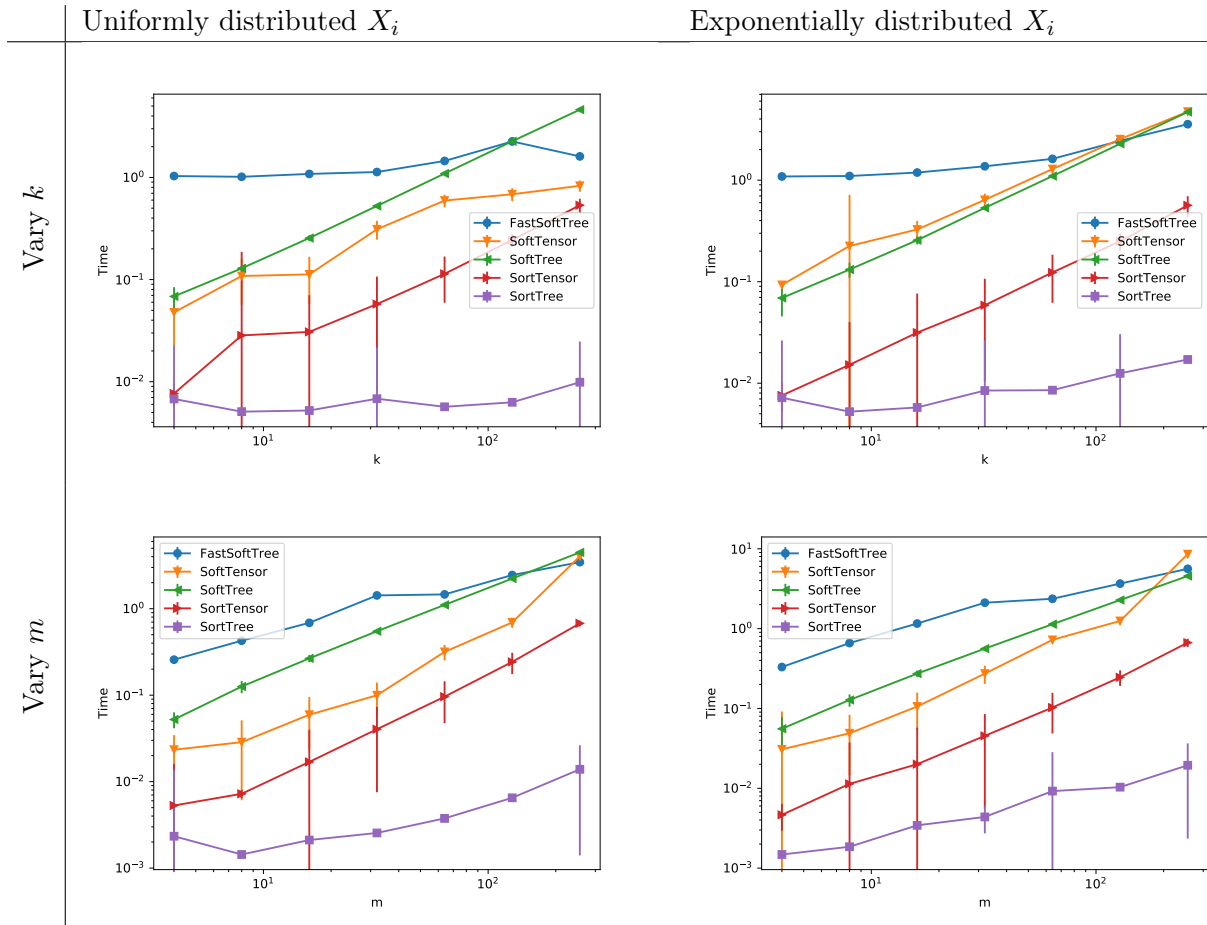 Uniformly distributed $X_i$
Exponentially distributed $X_i$
Vary $k$
Time
10^0
10^{-1}
10^{-2}
FastSoftTree
SoftTensor
SoftTree
SortTensor
SortTree
10^1
10^2
k
Time
10^0
10^{-1}
10^{-2}
FastSoftTree
SoftTensor
SoftTree
SortTensor
SortTree
10^1
10^2
k
Vary $m$
Time
10^0
10^{-1}
10^{-2}
10^{-3}
FastSoftTree
SoftTensor
SoftTree
SortTensor
SortTree
10^1
10^2
m
Time
10^1
10^0
10^{-1}
10^{-2}
10^{-3}
FastSoftTree
SoftTensor
SoftTree
SortTensor
SortTree
10^1
10^2
m